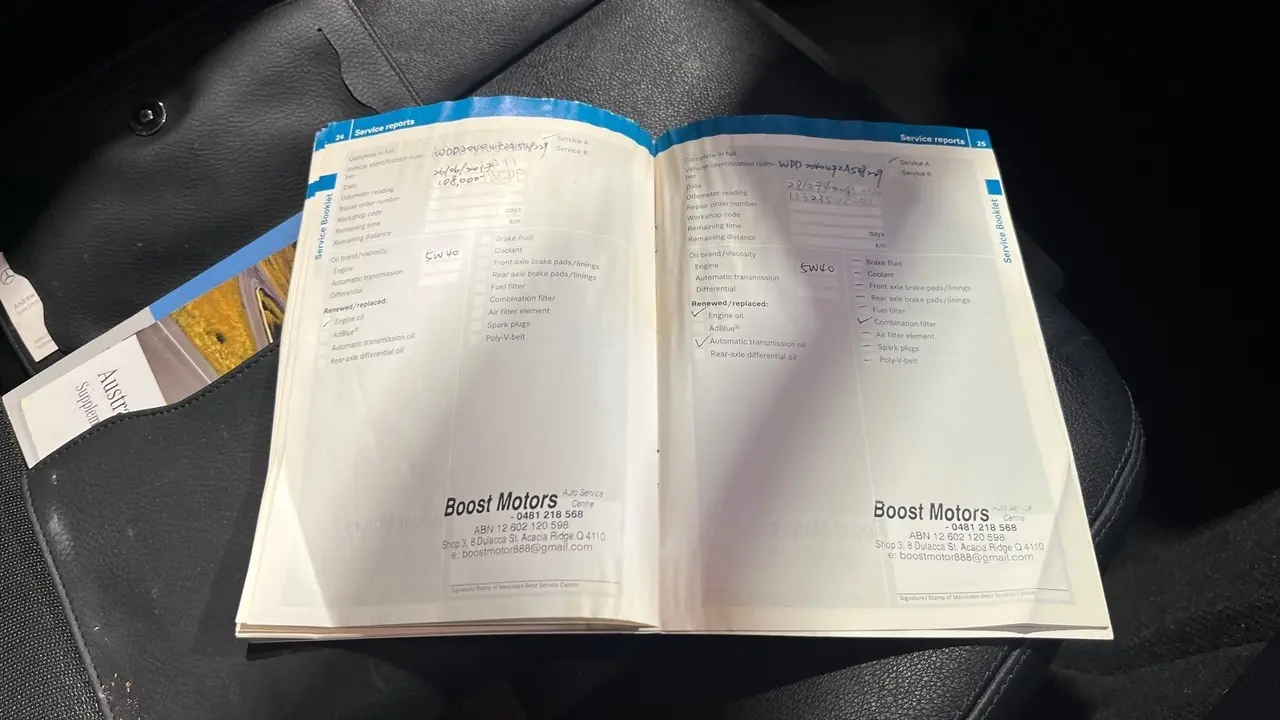 24 Service reports
Complete in full.
Vehicle identification num-
ber
Date
Odometer reading 108,000
Repair order number
Workshop code
Remaining time days
Remaining distance km
Service A
Service B
Oil brand/viscosity
Engine 5W40
Automatic transmission
Differential
Renewed/replaced:
Engine oil
AdBlue®
Automatic transmission oil
Rear-axle differential oil
Brake fluid
Coolant
Front axle brake pads/linings
Rear axle brake pads/linings
Fuel filter
Combination filter
Air filter element
Spark plugs
Poly-V-belt
Boost Motors Auto Service
Centre
- 0481 218 568
ABN 12 602 120 598
Shop 3, 8 Dulacca St. Acacia Ridge Q 4110
e: boostmotor888@gmail.com
Signature/Stamp of Mercedes-Benz Service Centre
Service Booklet
Service reports 25
Complete in full.
Vehicle identification num-
ber
Date
Odometer reading
Repair order number
Workshop code
Remaining time days
Remaining distance km
Service A
Service B
Oil brand/viscosity
Engine 5W40
Automatic transmission
Differential
Renewed/replaced:
Engine oil
AdBlue®
Automatic transmission oil
Rear-axle differential oil
Brake fluid
Coolant
Front axle brake pads/linings
Rear axle brake pads/linings
Fuel filter
Combination filter
Air filter element
Spark plugs
Poly-V-belt
Boost Motors Auto Service
Centre
- 0481 218 568
ABN 12 602 120 598
Shop 3, 8 Dulacca St. Acacia Ridge Q 4110
e: boostmotor888@gmail.com
Signature/Stamp of Mercedes-Benz Service Centre
Service Booklet
Austr
Supplem
Andrew